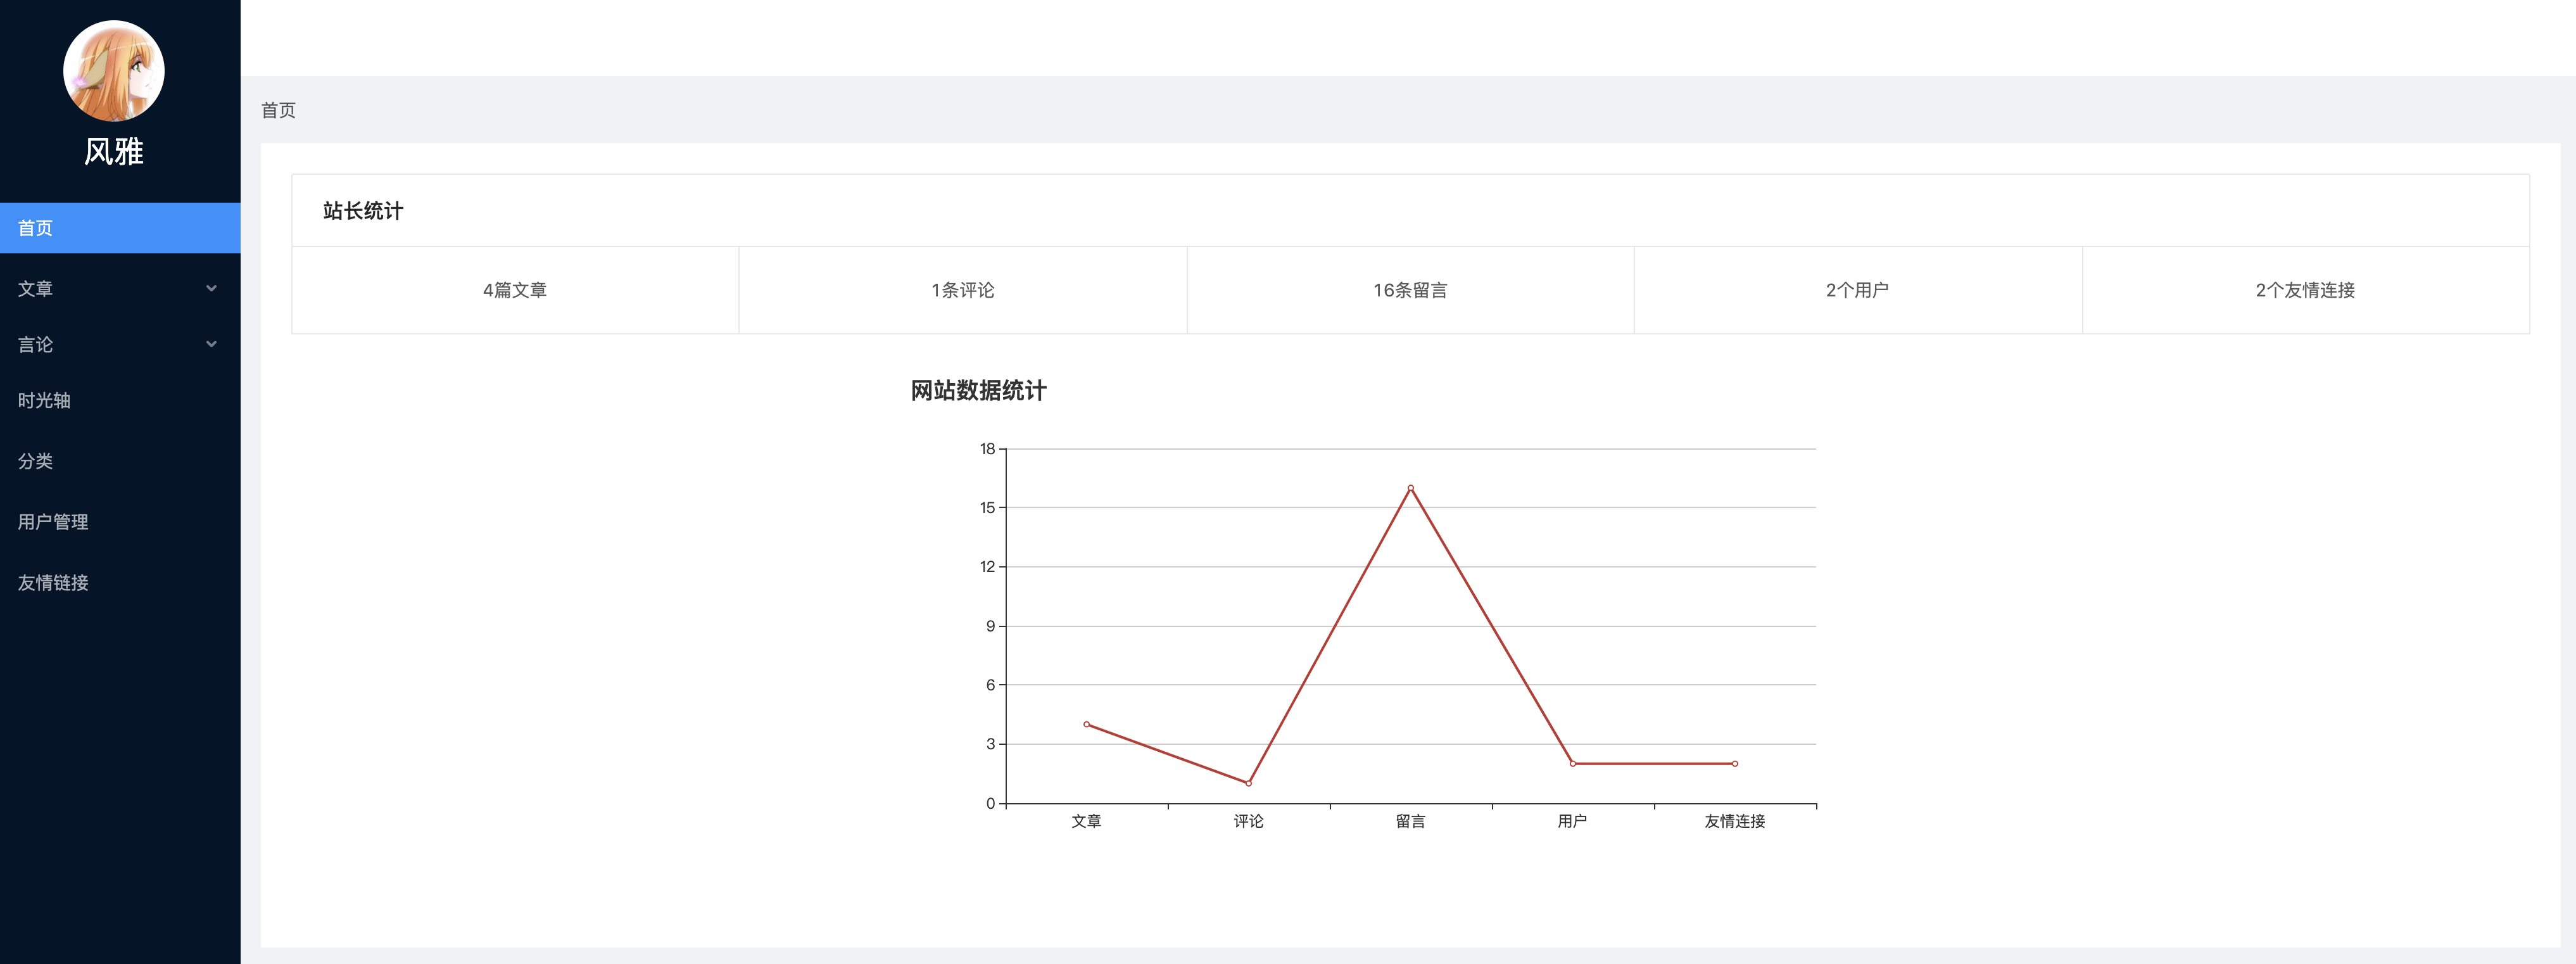 风雅
首页
文章
言论
时光轴
分类
用户管理
友情链接
首页
站长统计
4篇文章
1条评论
16条留言
2个用户
2个友情连接
网站数据统计
18
15
12
9
6
3
0
文章
评论
留言
用户
友情连接